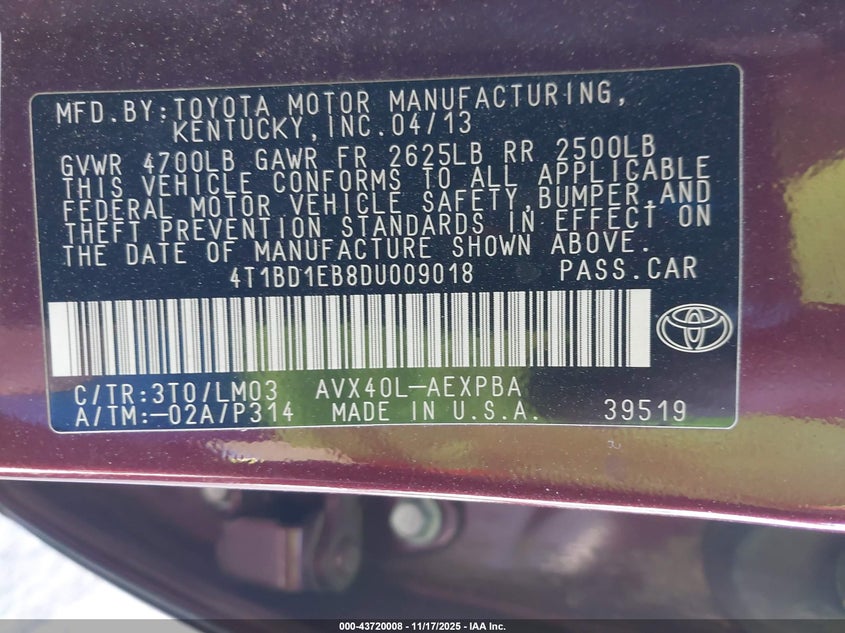 MFD.BY:TOYOTA MOTOR MANUFACTURING,
KENTUCKY,INC.04/13
GVWR 4700LB GAWR FR 2625LB RR 2500LB
THIS VEHICLE CONFORMS TO ALL APPLICABLE
FEDERAL MOTOR VEHICLE SAFETY,BUMPER,AND
THEFT PREVENTION STANDARDS IN EFFECT ON
THE DATE OF MANUFACTURE SHOWN ABOVE.
4T1BD1EB8DU009018 PASS.CAR
C/TR:3T0/LM03 AVX40L-AEXPBA
A/TM:-02A/P314 MADE IN U.S.A. 39519
000-43720008 - 11/17/2025 - IAA Inc.